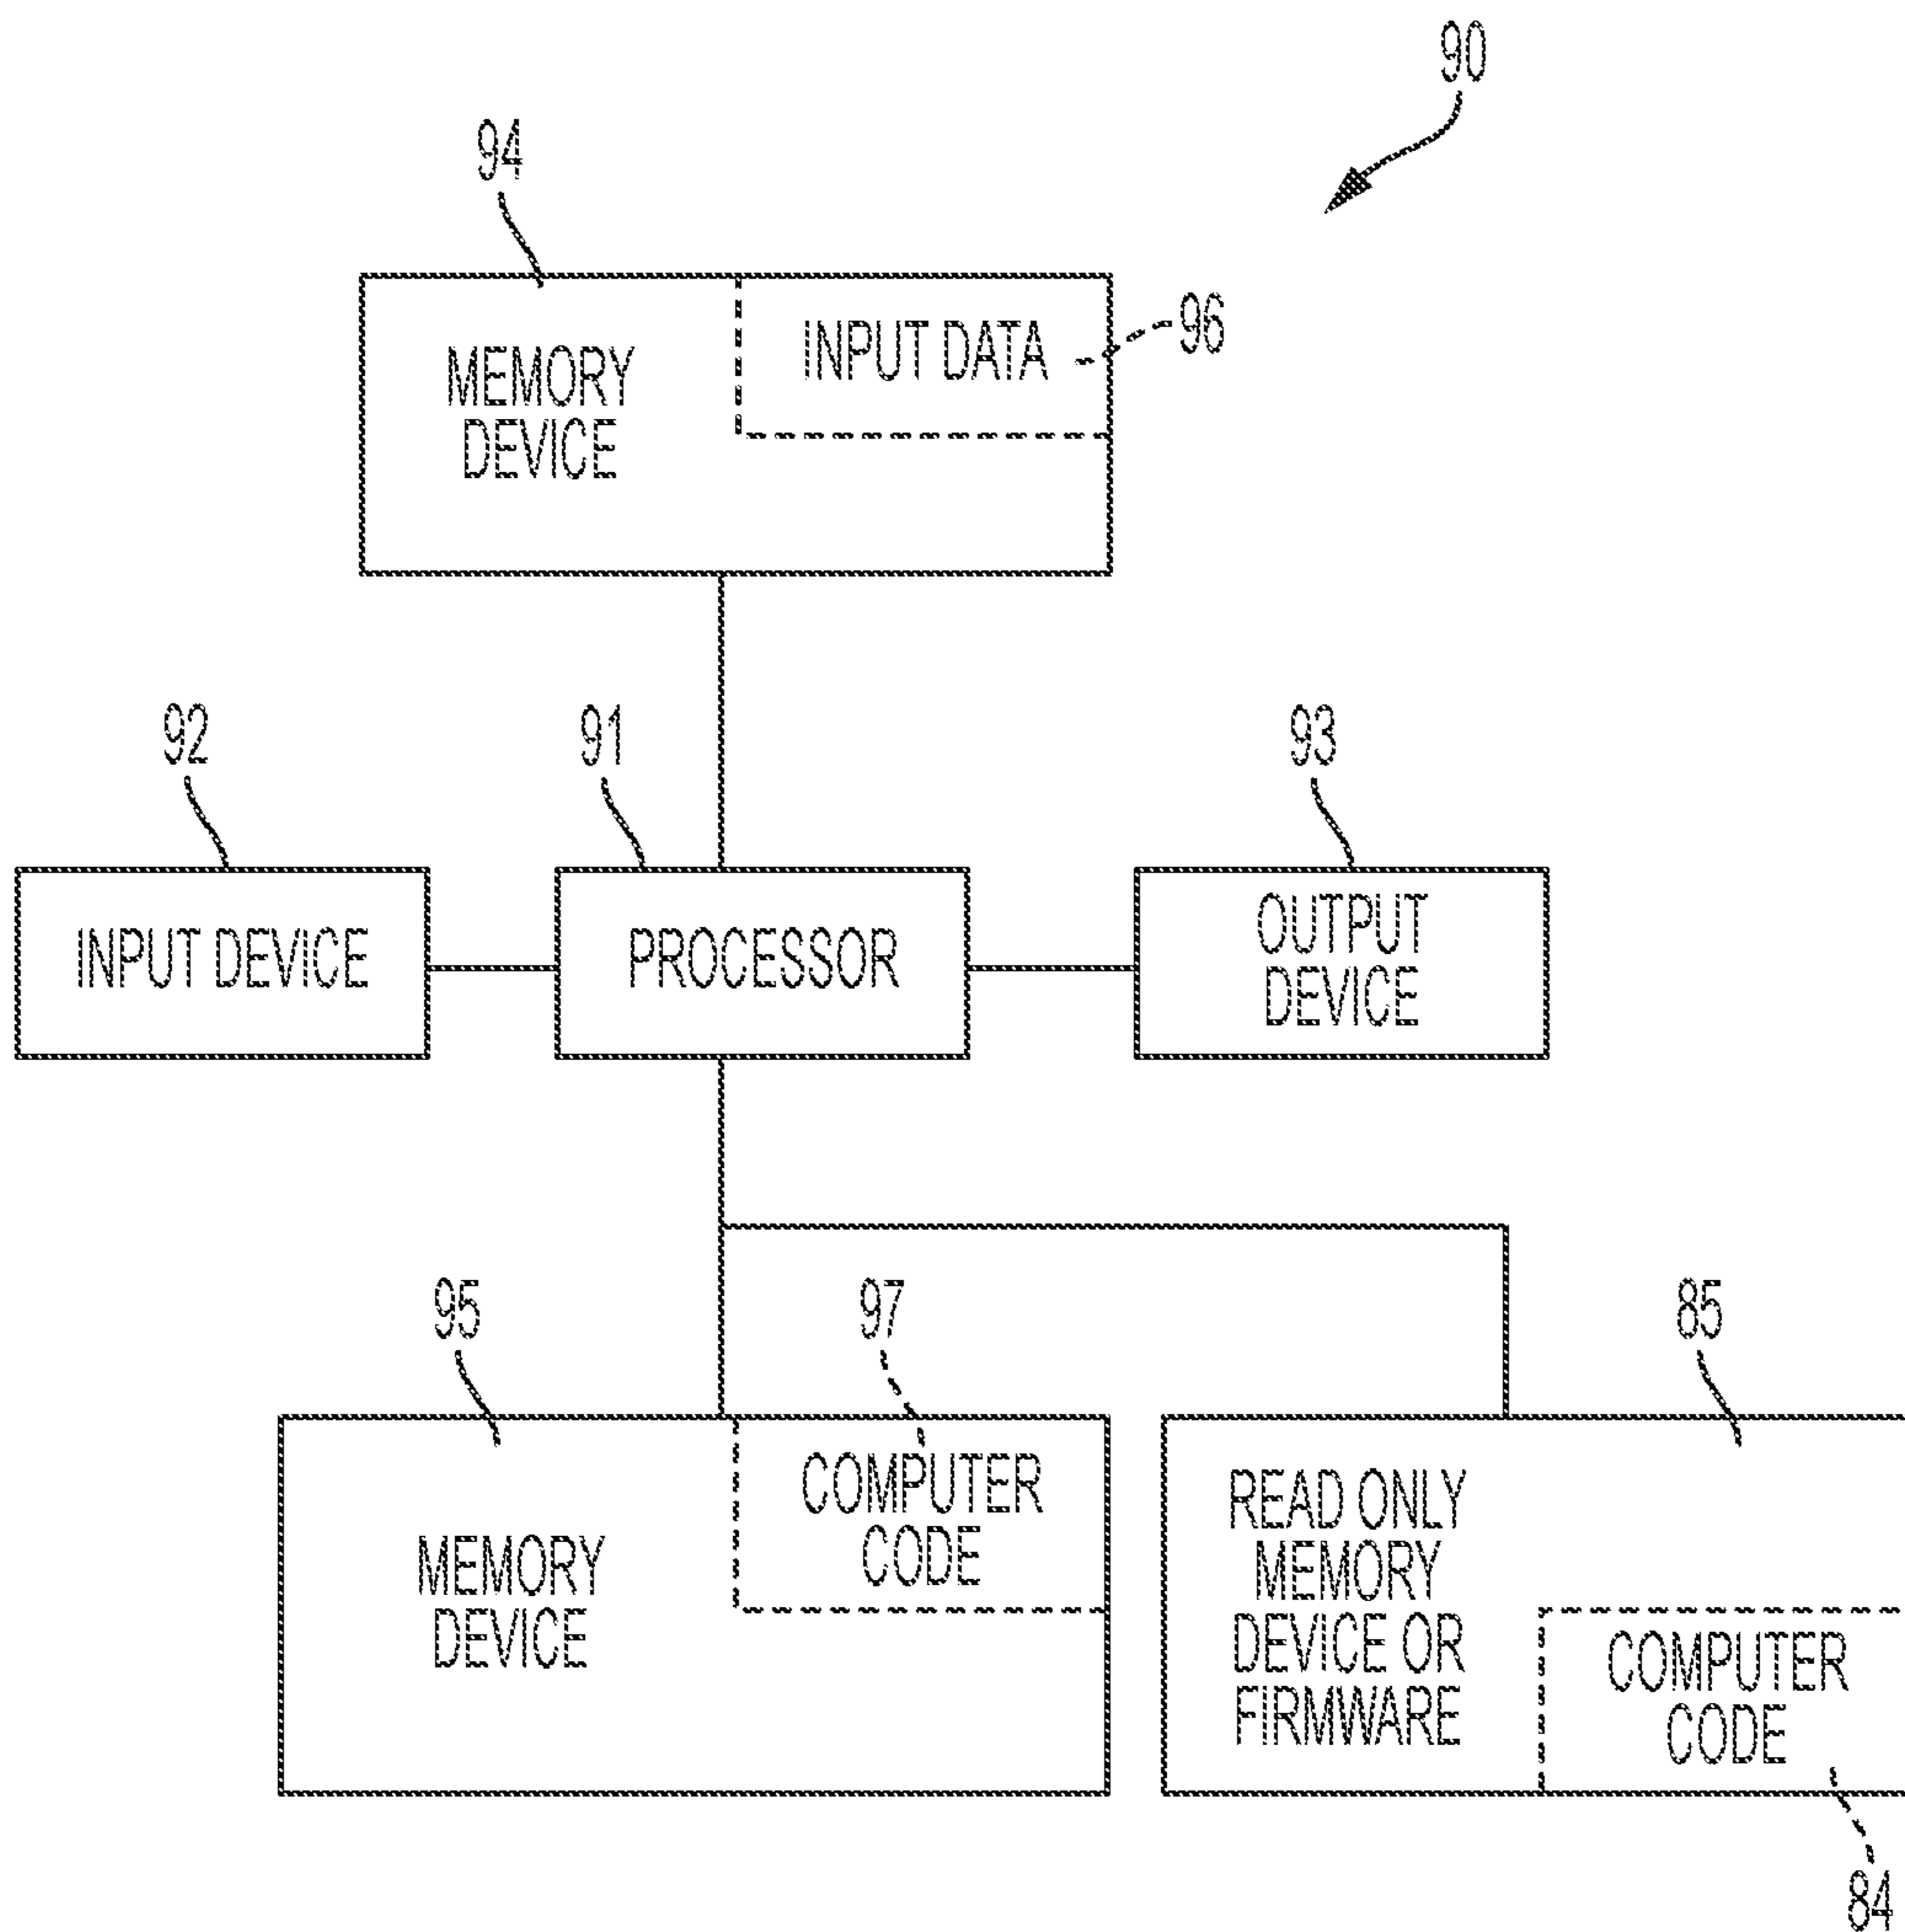 90
94
INPUT DATA
96
MEMORY
DEVICE
92
91
93
INPUT DEVICE
PROCESSOR
OUTPUT
DEVICE
95
97
85
COMPUTER
CODE
MEMORY
DEVICE
READ ONLY
MEMORY
DEVICE OR
FIRMWARE
COMPUTER
CODE
84